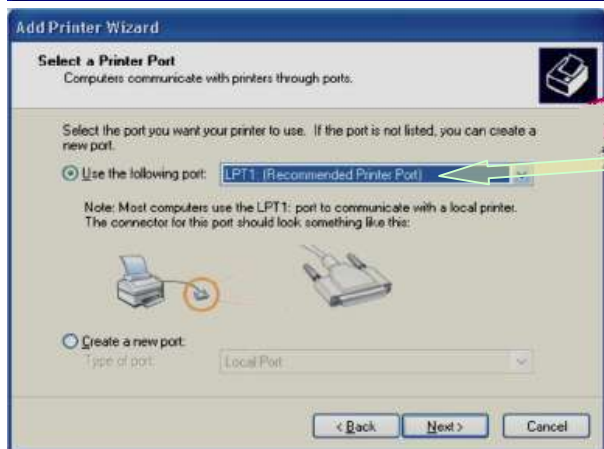 Add Printer Wizard
Select a Printer Port
Computers communicate with printers through ports.
Select the port you want your printer to use. If the port is not listed, you can create a
new port.
Use the following port: LPT1: (Recommended Printer Port)
Note: Most computers use the LPT1: port to communicate with a local printer.
The connector for this port should look something like this:
Create a new port:
Type of port: Local Port
< Back Next > Cancel